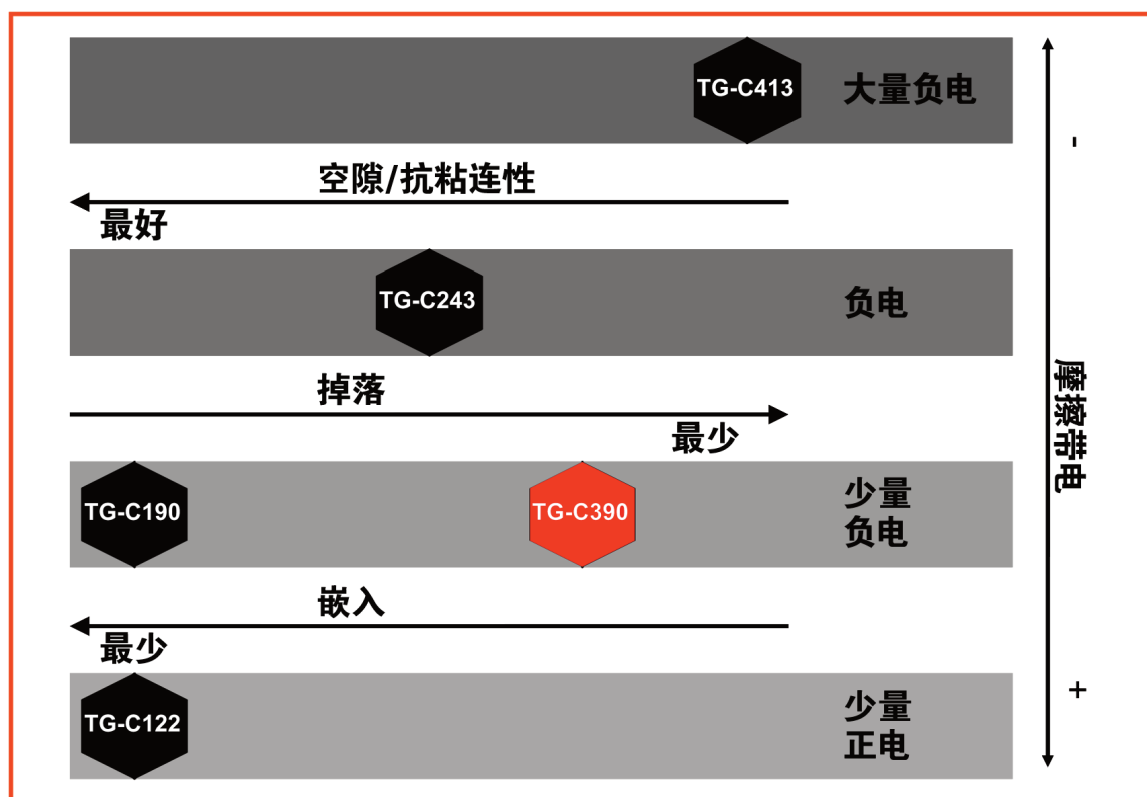 TG-C413
大量负电
-
空隙/抗粘连性
最好
TG-C243
负电
掉落
最少
摩擦带电
TG-C190
TG-C390
少量
负电
嵌入
最少
+
TG-C122
少量
正电